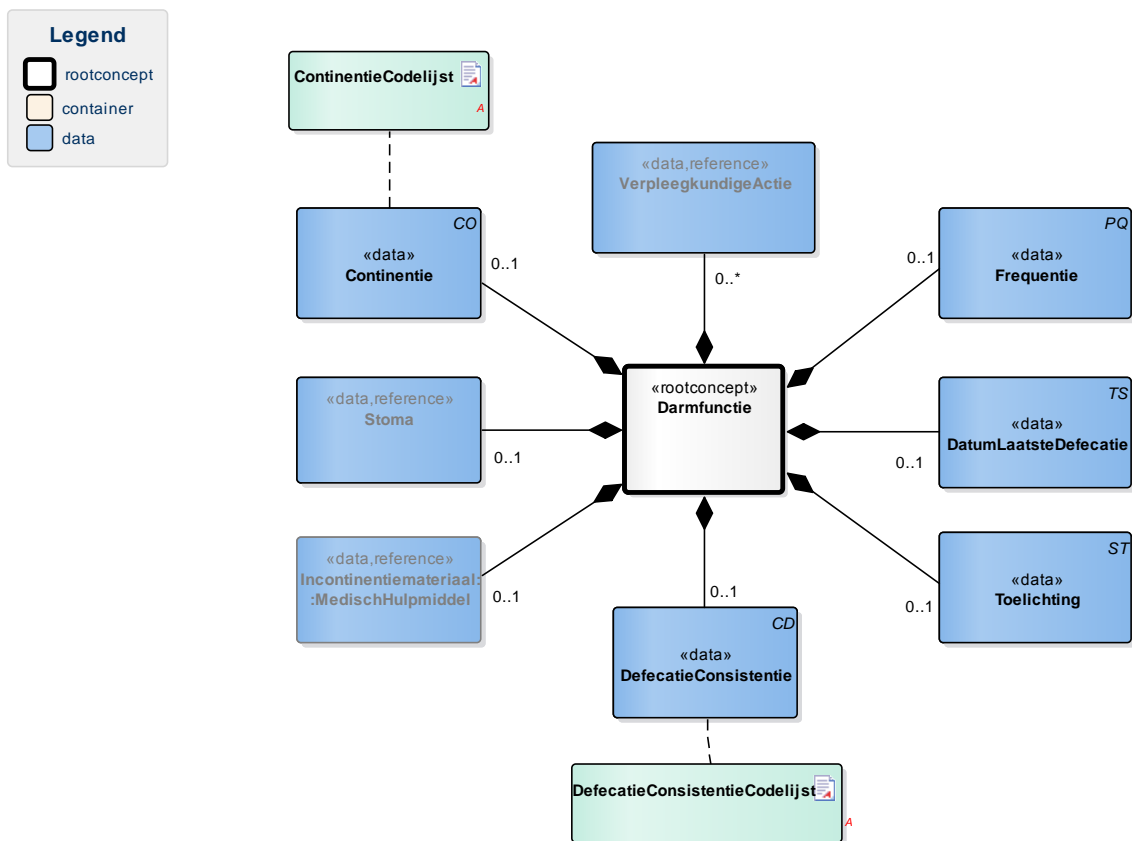 Legend
rootconcept
container
data
ContinentieCodelijst
A
«data,reference»
VerpleegkundigeActie
0..*
CO
«data»
Continentie
0..1
PQ
«data»
Frequentie
0..1
«rootconcept»
Darmfunctie
«data,reference»
Stoma
0..1
TS
«data»
DatumLaatsteDefecatie
0..1
«data,reference»
Incontinentiemateriaal:
:MedischHulpmiddel
0..1
ST
«data»
Toelichting
0..1
0..1
CD
«data»
DefecatieConsistentie
DefecatieConsistentieCodelijst
A